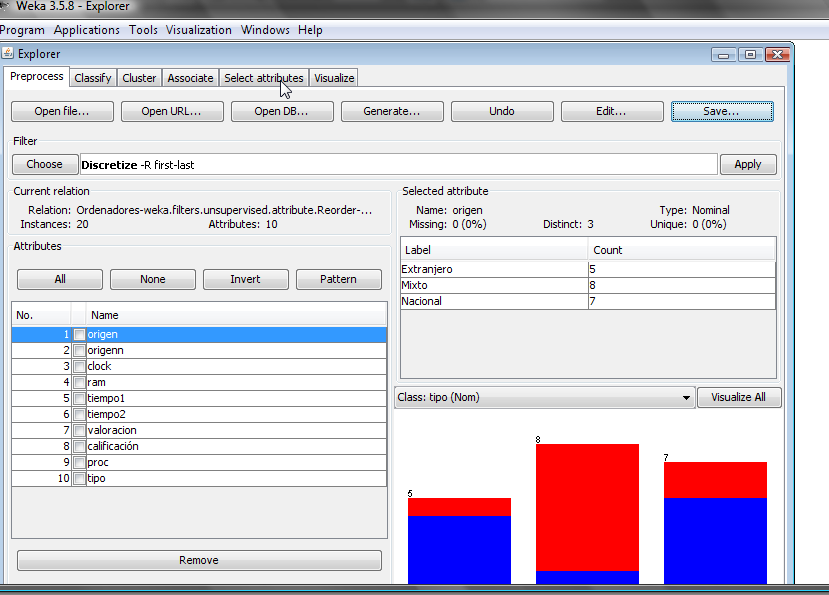 Weka 3.5.8 - Explorer
Program Applications Tools Visualization Windows Help
Explorer
Preprocess Classify Cluster Associate Select attributes Visualize
Open file... Open URL... Open DB... Generate... Undo Edit... Save...
Filter
Choose Discretize -R first-last Apply
Current relation
Relation: Ordenadores-weka.filters.unsupervised.attribute.Reorder-...
Instances: 20 Attributes: 10
Attributes
All None Invert Pattern
No. Name
1 origen
2 origenn
3 clock
4 ram
5 tiempo1
6 tiempo2
7 valoracion
8 calificación
9 proc
10 tipo
Remove
Selected attribute
Name: origen Type: Nominal
Missing: 0 (0%) Distinct: 3 Unique: 0 (0%)
Label Count
Extranjero 5
Mixto 8
Nacional 7
Class: tipo (Nom) Visualize All
5
8
7